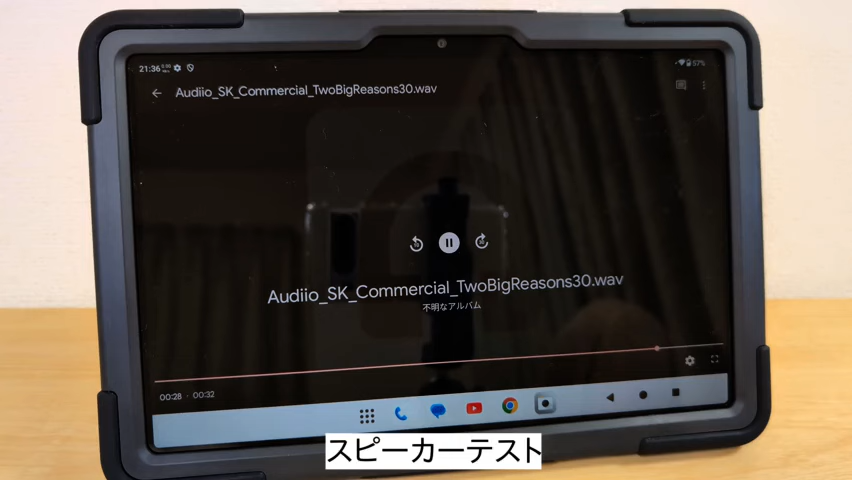 21:36
57%
Audiio_SK_Commercial_TwoBigReasons30.wav
Audiio_SK_Commercial_TwoBigReasons30.wav
不明なアルバム
00:28 · 00:32
スピーカーテスト